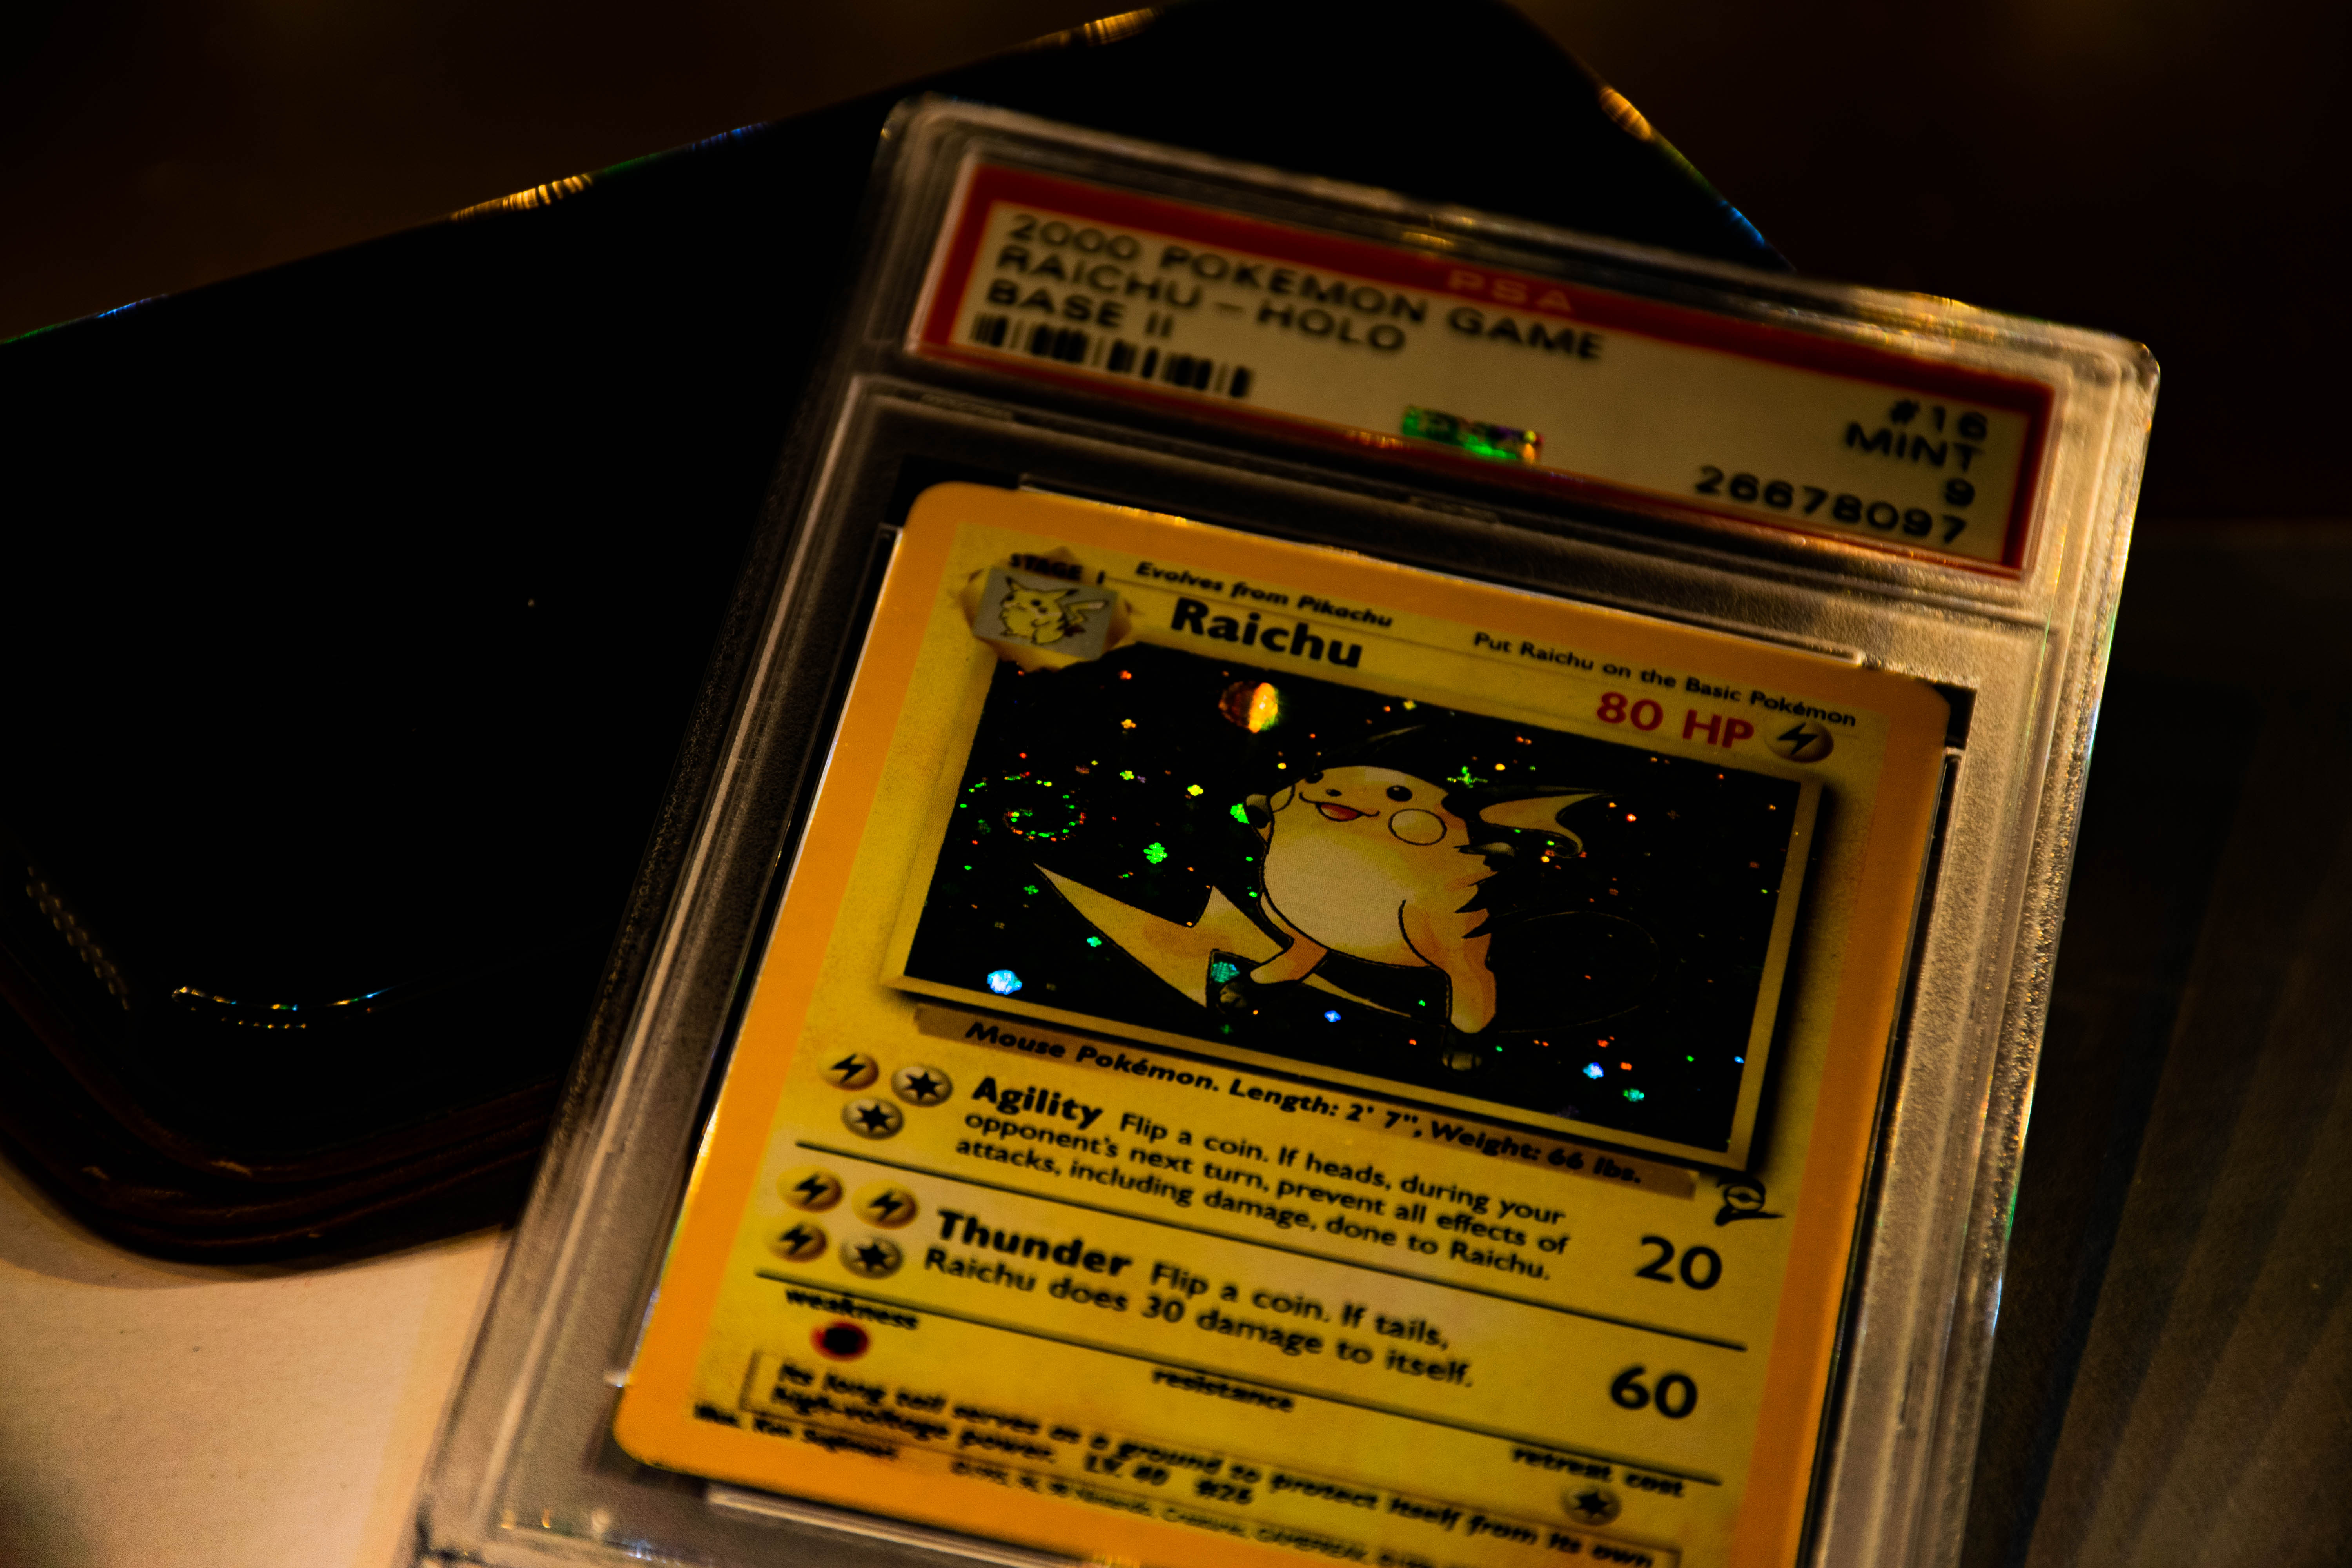 PSA
2000 POKEMON GAME
RAICHU - HOLO
BASE II
#16
MINT
9
26678097
STAGE 1
Evolves from Pikachu
Put Raichu on the Basic Pokémon
Raichu
80 HP
Mouse Pokémon. Length: 2' 7", Weight: 66 lbs.
Agility Flip a coin. If heads, during your
opponent's next turn, prevent all effects of
attacks, including damage, done to Raichu.
20
Thunder Flip a coin. If tails,
Raichu does 30 damage to itself.
60
weakness
resistance
retreat cost
Its long tail serves as a ground to protect itself from its own
high-voltage power. LV. 40 #26
Illus. Ken Sugimori